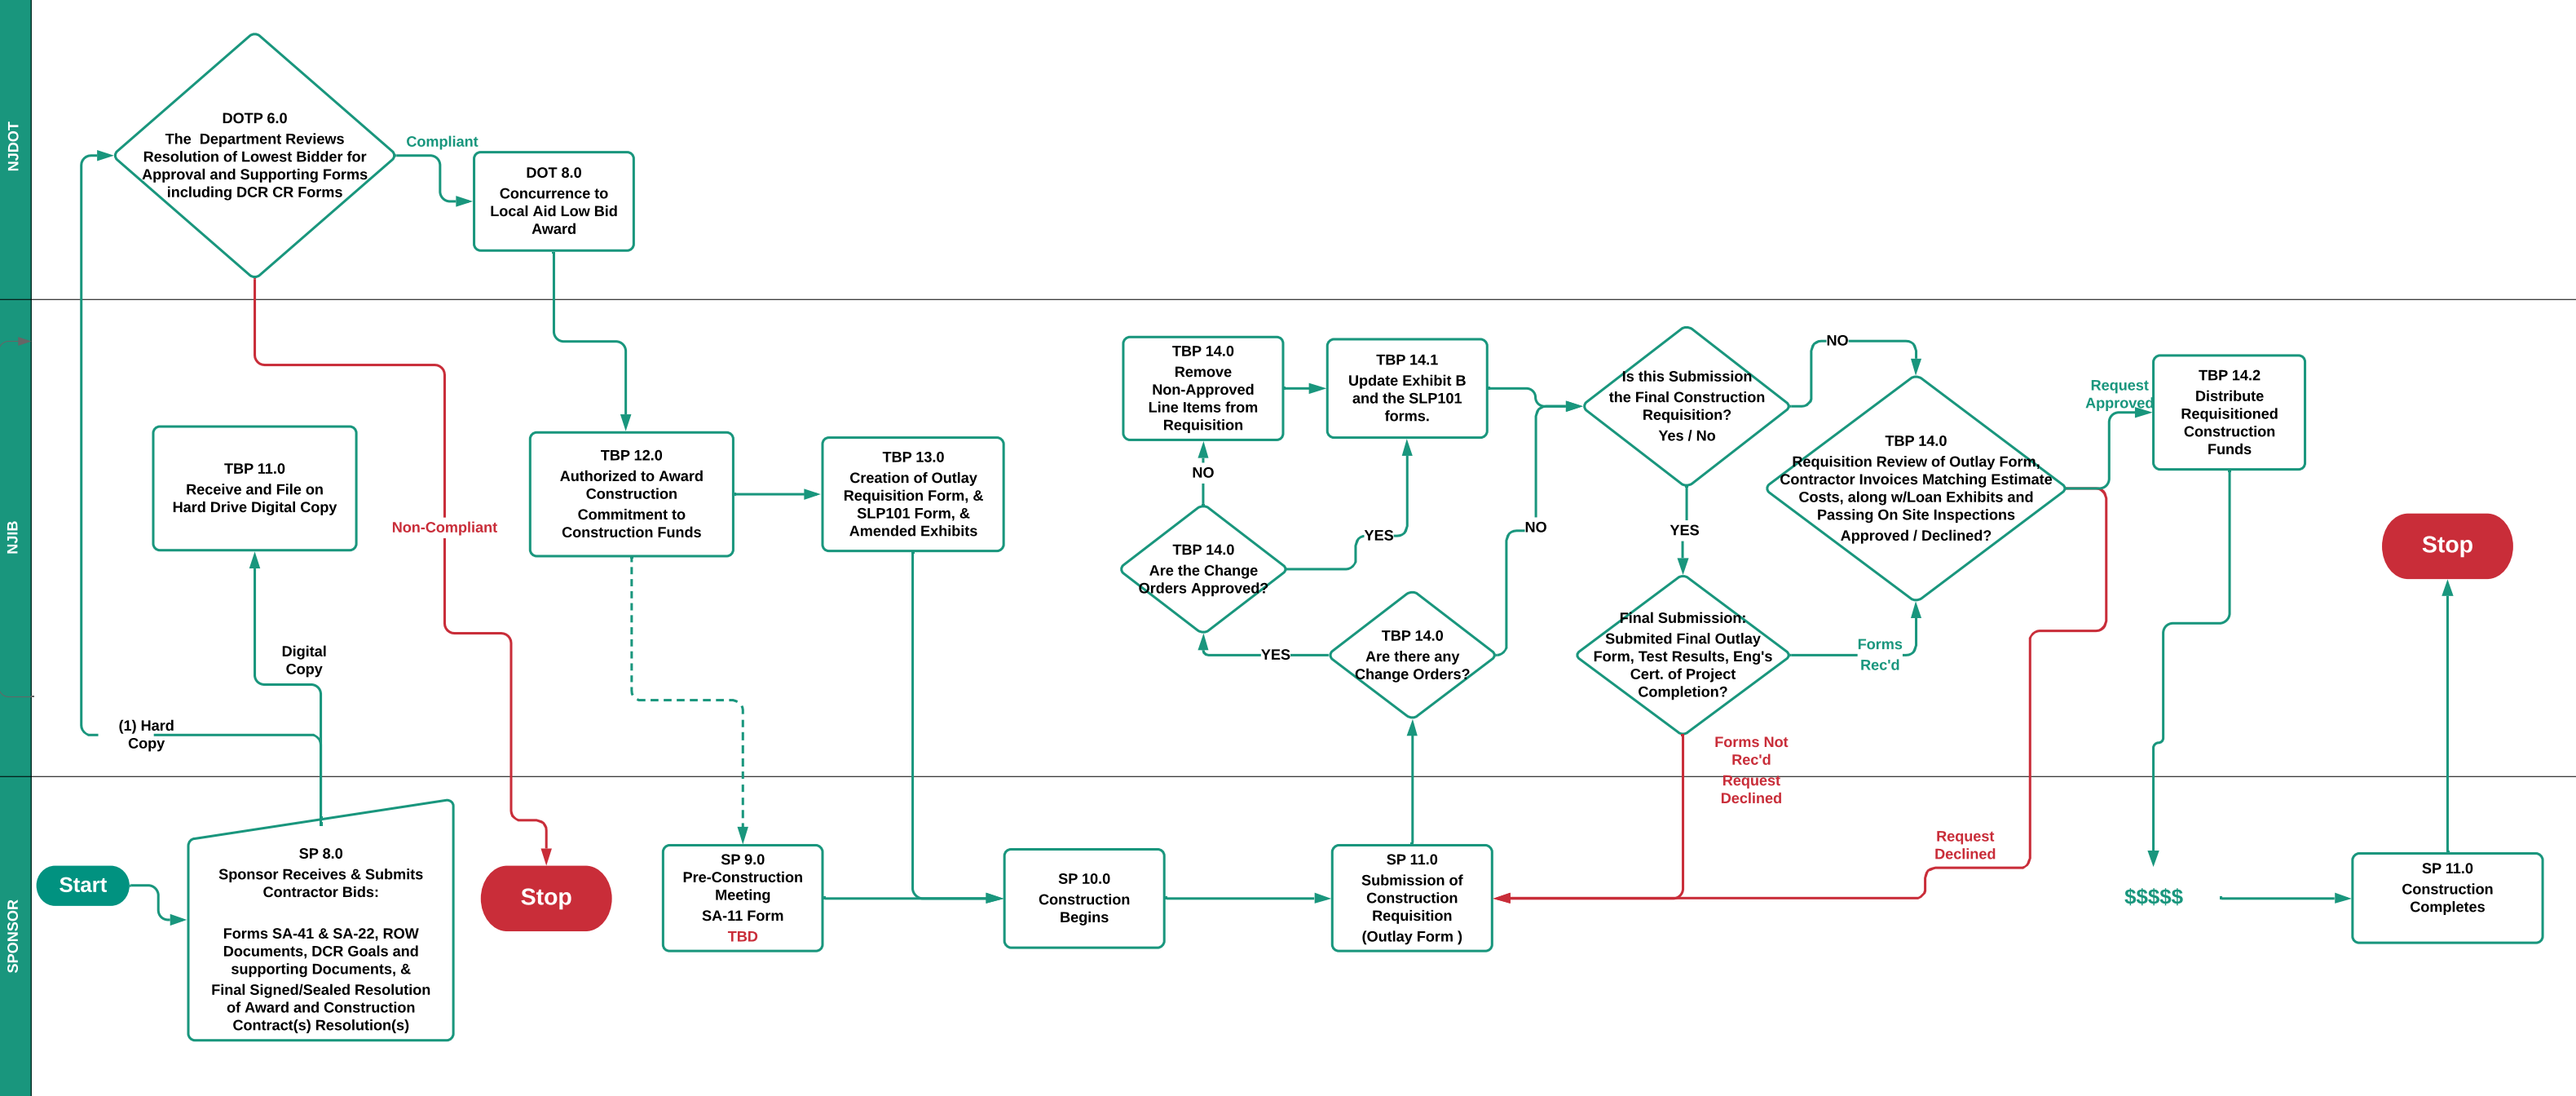 NJDOT
DOTP 6.0
The Department Reviews
Resolution of Lowest Bidder for
Approval and Supporting Forms
including DCR CR Forms
Compliant
DOT 8.0
Concurrence to
Local Aid Low Bid
Award
NJIB
TBP 11.0
Receive and File on
Hard Drive Digital Copy
Non-Compliant
Digital
Copy
(1) Hard
Copy
TBP 12.0
Authorized to Award
Construction
Commitment to
Construction Funds
TBP 13.0
Creation of Outlay
Requisition Form, &
SLP101 Form, &
Amended Exhibits
TBP 14.0
Remove
Non-Approved
Line Items from
Requisition
NO
TBP 14.0
Are the Change
Orders Approved?
YES
TBP 14.1
Update Exhibit B
and the SLP101
forms.
YES
TBP 14.0
Are there any
Change Orders?
NO
Is this Submission
the Final Construction
Requisition?
Yes / No
NO
YES
Final Submission:
Submited Final Outlay
Form, Test Results, Eng's
Cert. of Project
Completion?
Forms
Rec'd
Forms Not
Rec'd
Request
Declined
TBP 14.0
Requisition Review of Outlay Form,
Contractor Invoices Matching Estimate
Costs, along w/Loan Exhibits and
Passing On Site Inspections
Approved / Declined?
Request
Approved
TBP 14.2
Distribute
Requisitioned
Construction
Funds
Stop
SPONSOR
Start
SP 8.0
Sponsor Receives & Submits
Contractor Bids:
Forms SA-41 & SA-22, ROW
Documents, DCR Goals and
supporting Documents, &
Final Signed/Sealed Resolution
of Award and Construction
Contract(s) Resolution(s)
Stop
SP 9.0
Pre-Construction
Meeting
SA-11 Form
TBD
SP 10.0
Construction
Begins
SP 11.0
Submission of
Construction
Requisition
(Outlay Form )
Request
Declined
$$$$$
SP 11.0
Construction
Completes